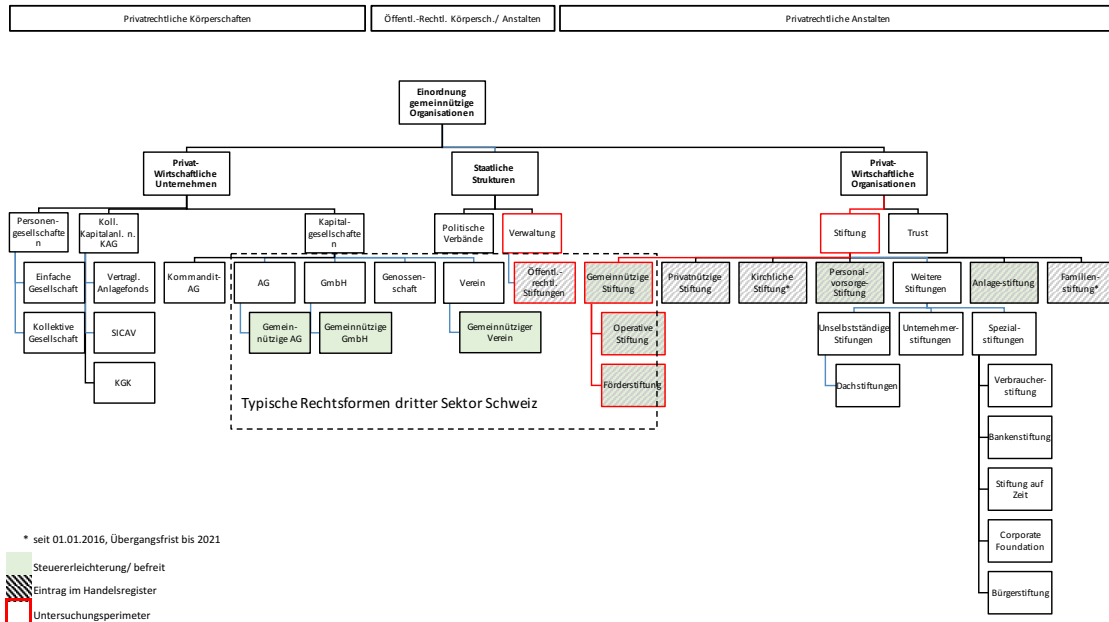 Privatrechtliche Körperschaften
Öffentl.-Rechtl. Körpersch./ Anstalten
Privatrechtliche Anstalten
Einordnung
gemeinnützige
Organisationen
Privat-
Wirtschaftliche
Unternehmen
Staatliche
Strukturen
Privat-
Wirtschaftliche
Organisationen
Personen-
gesellschafte
n
Koll.
Kapitalanl. n.
KAG
Kapital-
gesellschafte
n
Politische
Verbände
Verwaltung
Stiftung
Trust
Einfache
Gesellschaft
Vertragl.
Anlagefonds
Kommandit-
AG
AG
GmbH
Genossen-
schaft
Verein
Öffentl.-
rechtl.
Stiftungen
Gemeinnützige
Stiftung
Privatnützige
Stiftung
Kirchliche
Stiftung*
Personal-
vorsorge-
Stiftung
Weitere
Stiftungen
Anlage-stiftung
Familien-
stiftung*
Kollektive
Gesellschaft
SICAV
Gemein-
nützige AG
Gemeinnützige
GmbH
Gemeinnütziger
Verein
Operative
Stiftung
Unselbstständige
Stifungen
Unternehmer-
stiftungen
Spezial-
stiftungen
KGK
Förderstiftung
Dachstiftungen
Verbraucher-
stiftung
Typische Rechtsformen dritter Sektor Schweiz
Bankenstiftung
Stiftung auf
Zeit
Corporate
Foundation
Bürgerstiftung
* seit 01.01.2016, Übergangsfrist bis 2021
Steuererleichterung/ befreit
Eintrag im Handelsregister
Untersuchungsperimeter